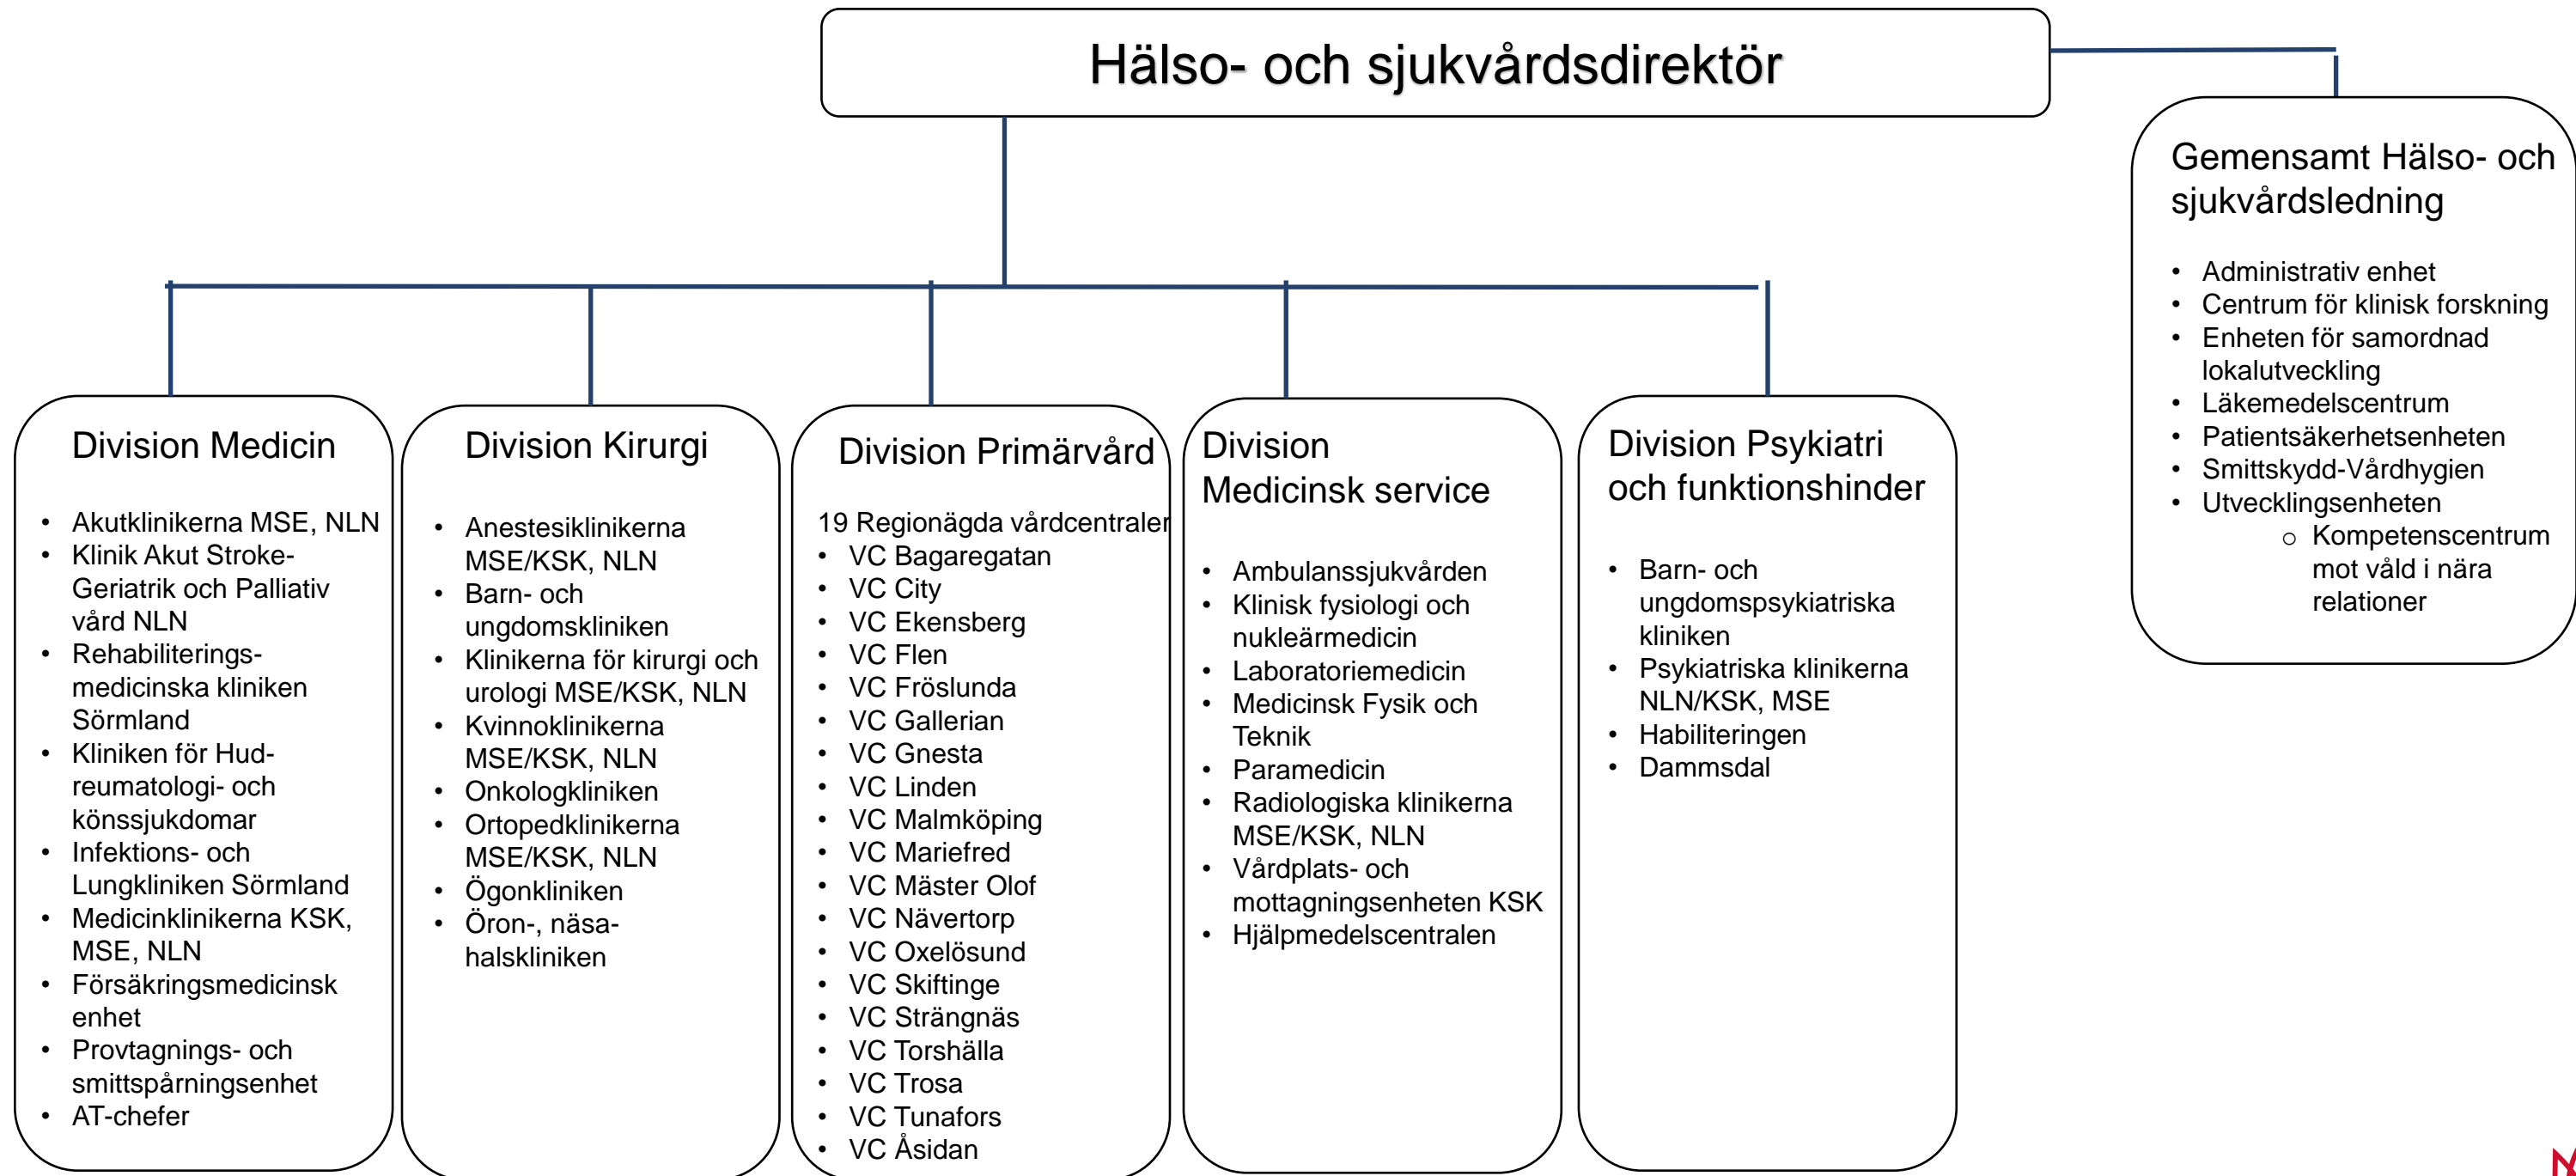 Hälso- och sjukvårdsdirektör
Gemensamt Hälso- och
sjukvårdsledning
• Administrativ enhet
• Centrum för klinisk forskning
• Enheten för samordnad
lokalutveckling
• Läkemedelscentrum
• Patientsäkerhetsenheten
• Smittskydd-Vårdhygien
• Utvecklingsenheten
o Kompetenscentrum
mot våld i nära
relationer
Division Medicin
• Akutklinikerna MSE, NLN
• Klinik Akut Stroke-
Geriatrik och Palliativ
vård NLN
• Rehabiliterings-
medicinska kliniken
Sörmland
• Kliniken för Hud-
reumatologi- och
könssjukdomar
• Infektions- och
Lungkliniken Sörmland
• Medicinklinikerna KSK,
MSE, NLN
• Försäkringsmedicinsk
enhet
• Provtagnings- och
smittspårningsenhet
• AT-chefer
Division Kirurgi
• Anestesiklinikerna
MSE/KSK, NLN
• Barn- och
ungdomskliniken
• Klinikerna för kirurgi och
urologi MSE/KSK, NLN
• Kvinnoklinikerna
MSE/KSK, NLN
• Onkologkliniken
• Ortopedklinikerna
MSE/KSK, NLN
• Ögonkliniken
• Öron-, näsa-
halskliniken
Division Primärvård
19 Regionägda vårdcentraler
• VC Bagaregatan
• VC City
• VC Ekensberg
• VC Flen
• VC Fröslunda
• VC Gallerian
• VC Gnesta
• VC Linden
• VC Malmköping
• VC Mariefred
• VC Mäster Olof
• VC Nävertorp
• VC Oxelösund
• VC Skiftinge
• VC Strängnäs
• VC Torshälla
• VC Trosa
• VC Tunafors
• VC Åsidan
Division
Medicinsk service
• Ambulanssjukvården
• Klinisk fysiologi och
nukleärmedicin
• Laboratoriemedicin
• Medicinsk Fysik och
Teknik
• Paramedicin
• Radiologiska klinikerna
MSE/KSK, NLN
• Vårdplats- och
mottagningsenheten KSK
• Hjälpmedelscentralen
Division Psykiatri
och funktionshinder
• Barn- och
ungdomspsykiatriska
kliniken
• Psykiatriska klinikerna
NLN/KSK, MSE
• Habiliteringen
• Dammsdal